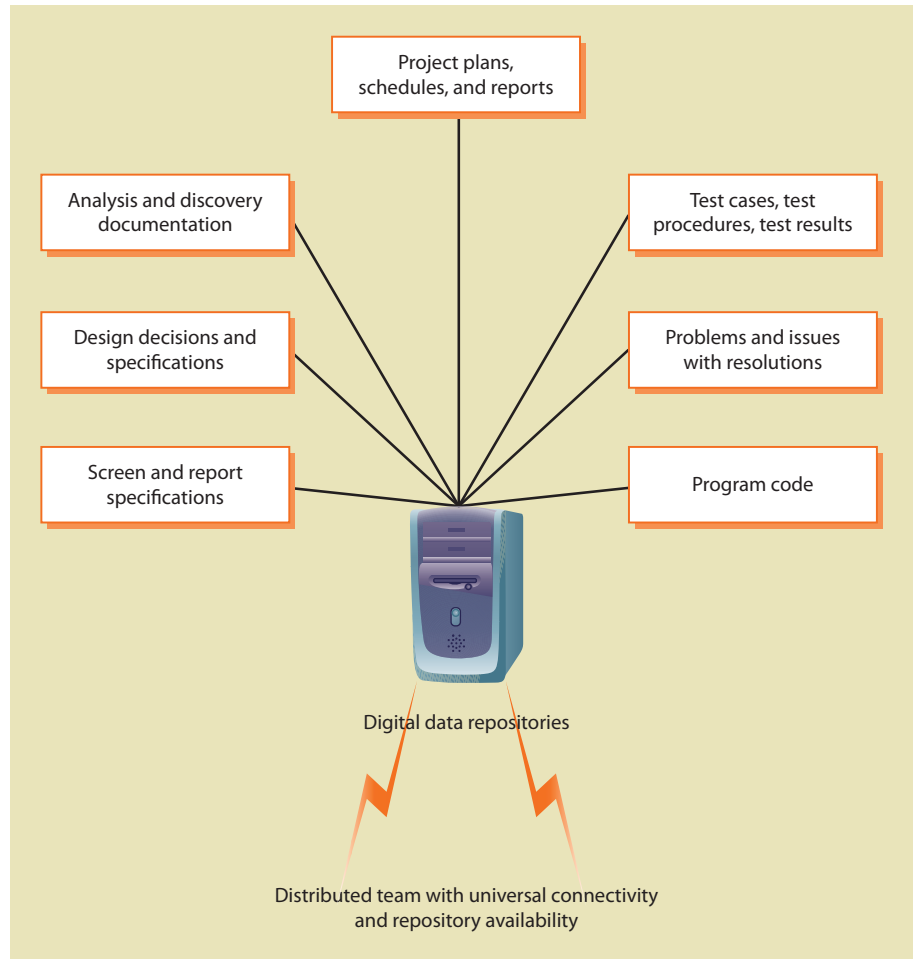 Project plans,
schedules, and reports
Analysis and discovery
documentation
Test cases, test
procedures, test results
Design decisions and
specifications
Problems and issues
with resolutions
Screen and report
specifications
Program code
Digital data repositories
Distributed team with universal connectivity
and repository availability